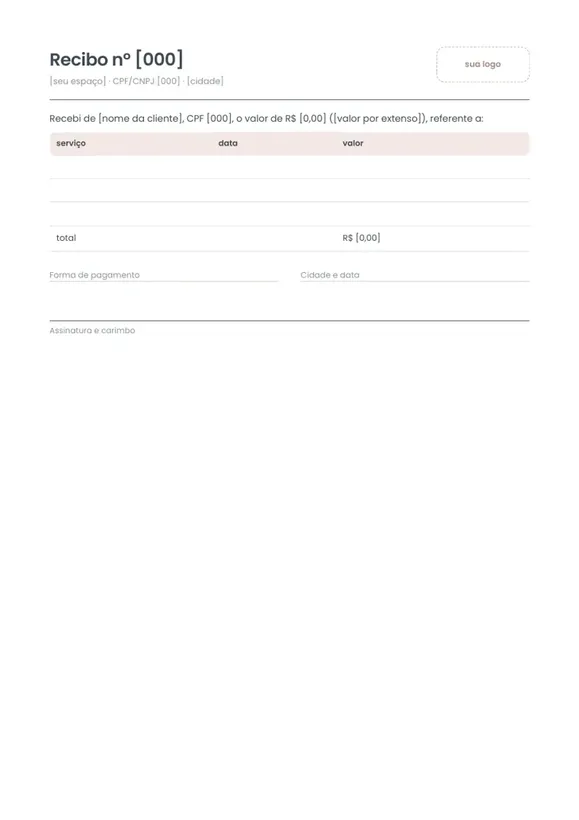 Recibo nº [000]
sua logo
[seu espaço] · CPF/CNPJ [000] · [cidade]
Recebi de [nome da cliente], CPF [000], o valor de R$ [0,00] ([valor por extenso]), referente a:
serviço data valor
total R$ [0,00]
Forma de pagamento Cidade e data
Assinatura e carimbo